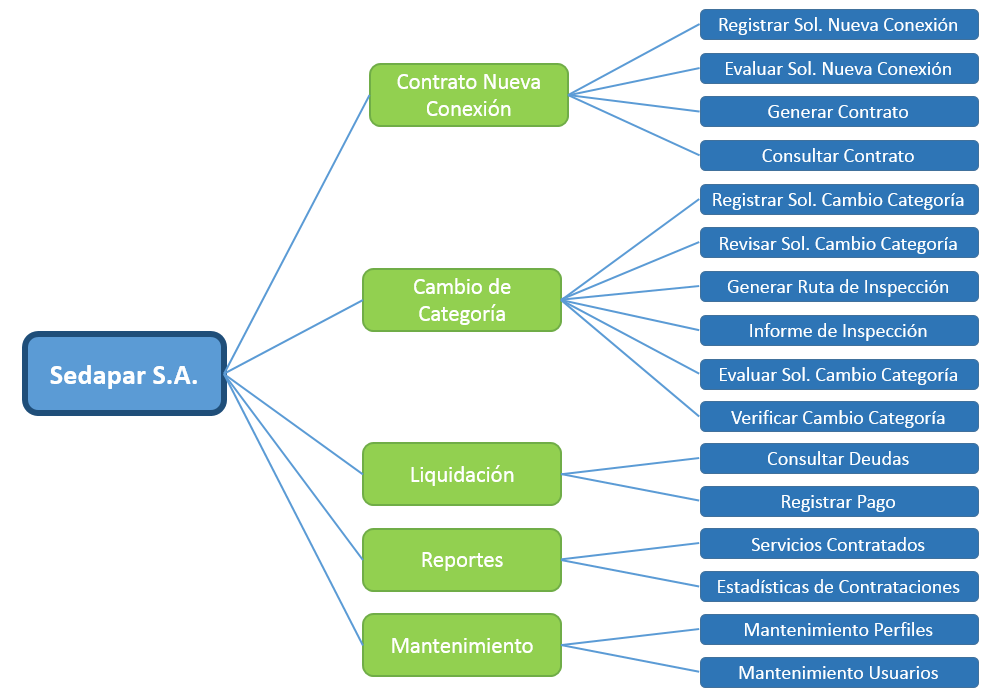 Sedapar S.A.
Contrato Nueva
Conexión
Registrar Sol. Nueva Conexión
Evaluar Sol. Nueva Conexión
Generar Contrato
Consultar Contrato
Cambio de
Categoría
Registrar Sol. Cambio Categoría
Revisar Sol. Cambio Categoría
Generar Ruta de Inspección
Informe de Inspección
Evaluar Sol. Cambio Categoría
Verificar Cambio Categoría
Liquidación
Consultar Deudas
Registrar Pago
Reportes
Servicios Contratados
Estadísticas de Contrataciones
Mantenimiento
Mantenimiento Perfiles
Mantenimiento Usuarios